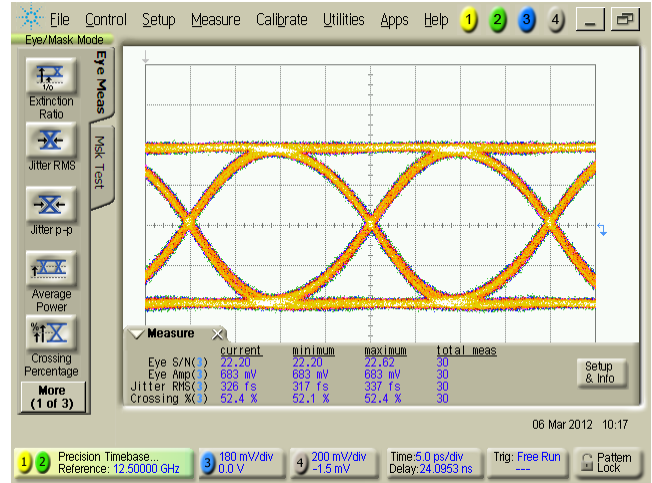 File Control Setup Measure Calibrate Utilities Apps Help 1 2 3 4
Eye/Mask Mode
Eye Meas
Msk Test
Extinction
Ratio
Jitter RMS
Jitter p-p
Average
Power
Crossing
Percentage
More
(1 of 3)
Measure
current minimum maximum total meas
Eye S/N(3) 22.20 22.20 22.62 30
Eye Amp(3) 683 mV 683 mV 683 mV 30
Jitter RMS(3) 326 fs 317 fs 337 fs 30
Crossing %(3) 52.4 % 52.1 % 52.4 % 30
Setup
& Info
06 Mar 2012 10:17
1 2 Precision Timebase...
Reference: 12.50000 GHz
3 180 mV/div
0.0 V
4 200 mV/div
-1.5 mV
Time:5.0 ps/div
Delay:24.0953 ns
Trig: Free Run
---
Pattern
Lock